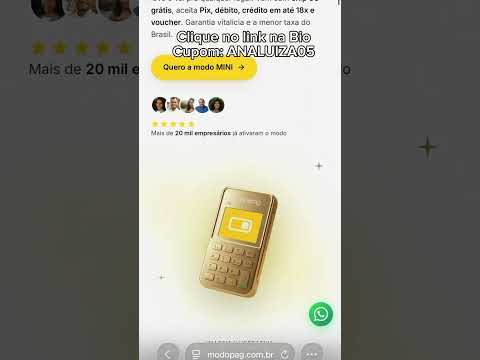 grátis, aceita Pix, débito, crédito em até 18x e
voucher. Garantia vitalícia e a menor taxa do
Brasil.
Clique no link na Bio
Cupom: ANALUIZA05
Quero a modo MINI →
Mais de 20 mil empresários já ativaram o modo
Mais de 20 m
modo
modopag.com.br